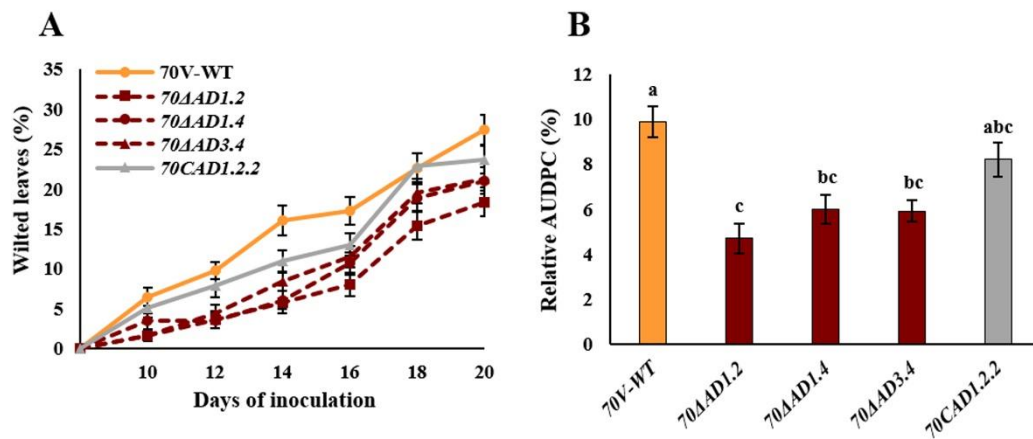 A
Wilted leaves (%)
35
30
25
20
15
10
5
0
70V-WT
70ΔAD1.2
70ΔAD1.4
70ΔAD3.4
70CAD1.2.2
10 12 14 16 18 20
Days of inoculation
B
Relative AUDPC (%)
12
10
8
6
4
2
0
a
c
bc
bc
abc
70V-WT
70ΔAD1.2
70ΔAD1.4
70ΔAD3.4
70CAD1.2.2